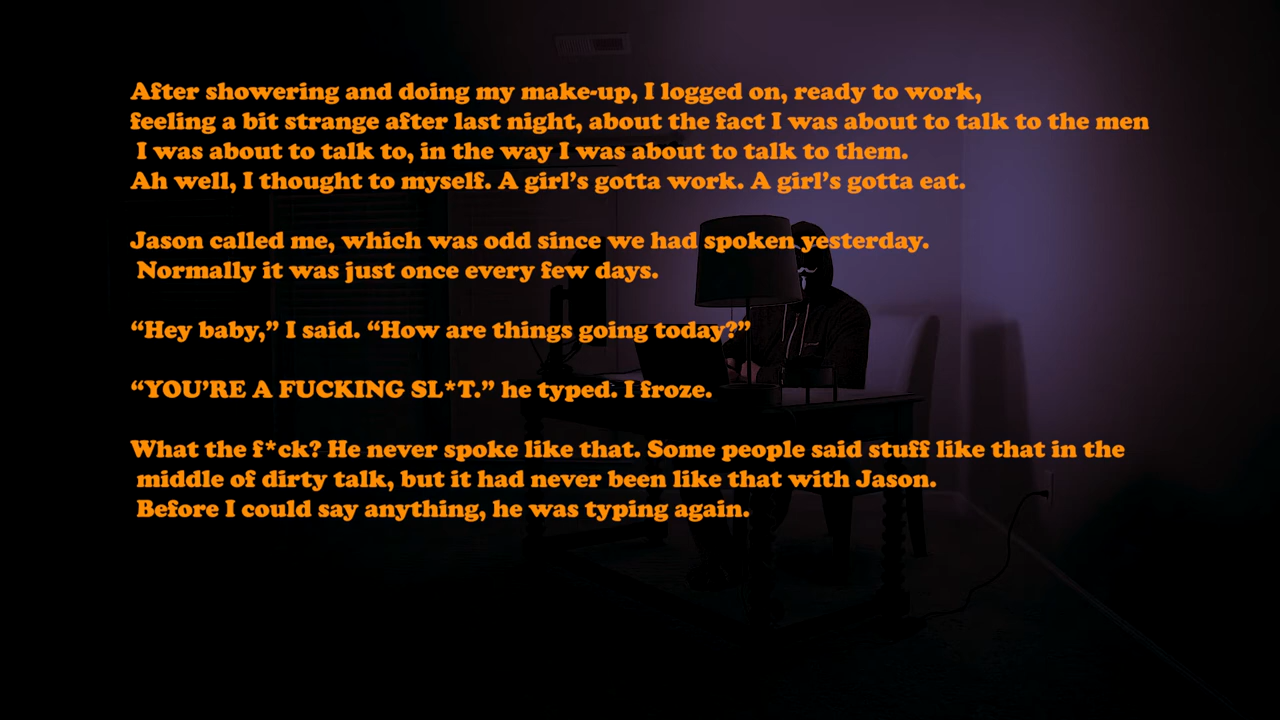 After showering and doing my make-up, I logged on, ready to work,
feeling a bit strange after last night, about the fact I was about to talk to the men
I was about to talk to, in the way I was about to talk to them.
Ah well, I thought to myself. A girl’s gotta work. A girl’s gotta eat.
Jason called me, which was odd since we had spoken yesterday.
Normally it was just once every few days.
“Hey baby,” I said. “How are things going today?”
“YOU’RE A FUCKING SL*T.” he typed. I froze.
What the f*ck? He never spoke like that. Some people said stuff like that in the
middle of dirty talk, but it had never been like that with Jason.
Before I could say anything, he was typing again.